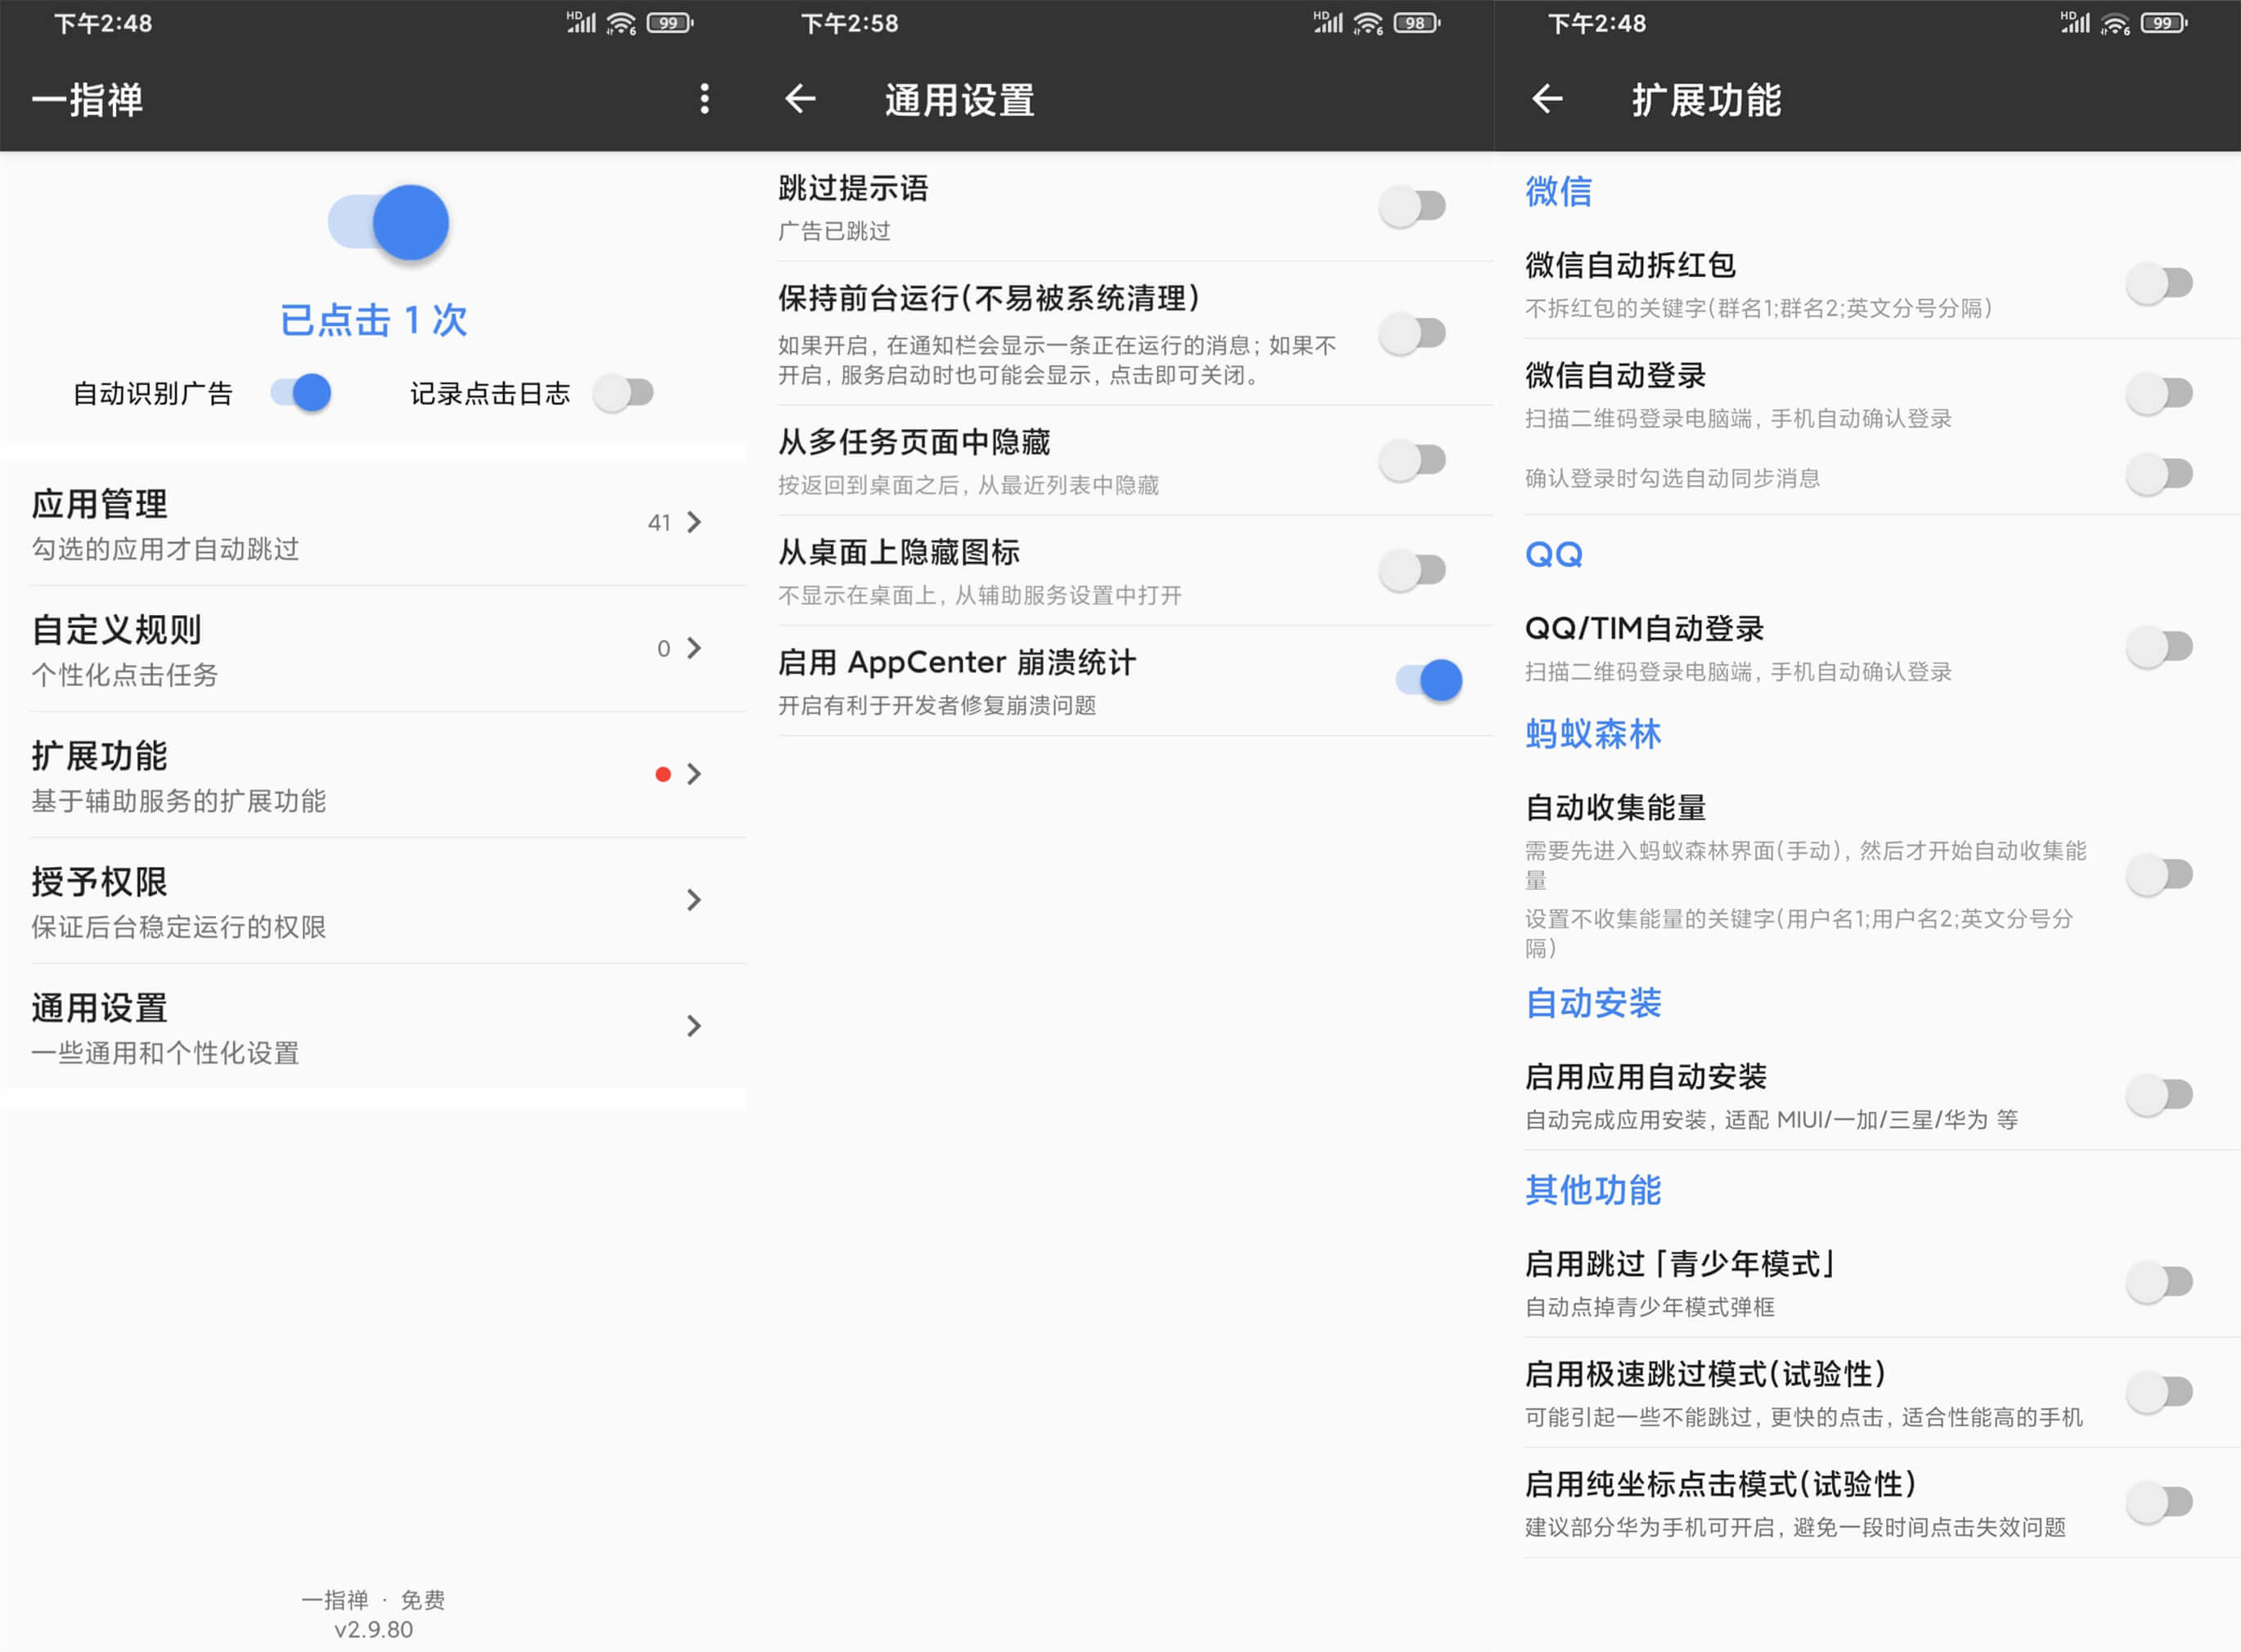 下午2:48
HD
6
99
一指禅
已点击 1 次
自动识别广告
记录点击日志
应用管理
勾选的应用才自动跳过
41
自定义规则
个性化点击任务
0
扩展功能
基于辅助服务的扩展功能
授予权限
保证后台稳定运行的权限
通用设置
一些通用和个性化设置
一指禅 · 免费
v2.9.80
下午2:58
HD
6
98
通用设置
跳过提示语
广告已跳过
保持前台运行(不易被系统清理)
如果开启, 在通知栏会显示一条正在运行的消息; 如果不
开启, 服务启动时也可能会显示, 点击即可关闭。
从多任务页面中隐藏
按返回到桌面之后, 从最近列表中隐藏
从桌面上隐藏图标
不显示在桌面上, 从辅助服务设置中打开
启用 AppCenter 崩溃统计
开启有利于开发者修复崩溃问题
下午2:48
HD
6
99
扩展功能
微信
微信自动拆红包
不拆红包的关键字(群名1;群名2;英文分号分隔)
微信自动登录
扫描二维码登录电脑端, 手机自动确认登录
确认登录时勾选自动同步消息
QQ
QQ/TIM自动登录
扫描二维码登录电脑端, 手机自动确认登录
蚂蚁森林
自动收集能量
需要先进入蚂蚁森林界面(手动), 然后才开始自动收集能
量
设置不收集能量的关键字(用户名1;用户名2;英文分号分
隔)
自动安装
启用应用自动安装
自动完成应用安装, 适配 MIUI/一加/三星/华为 等
其他功能
启用跳过「青少年模式」
自动点掉青少年模式弹框
启用极速跳过模式(试验性)
可能引起一些不能跳过, 更快的点击, 适合性能高的手机
启用纯坐标点击模式(试验性)
建议部分华为手机可开启, 避免一段时间点击失效问题